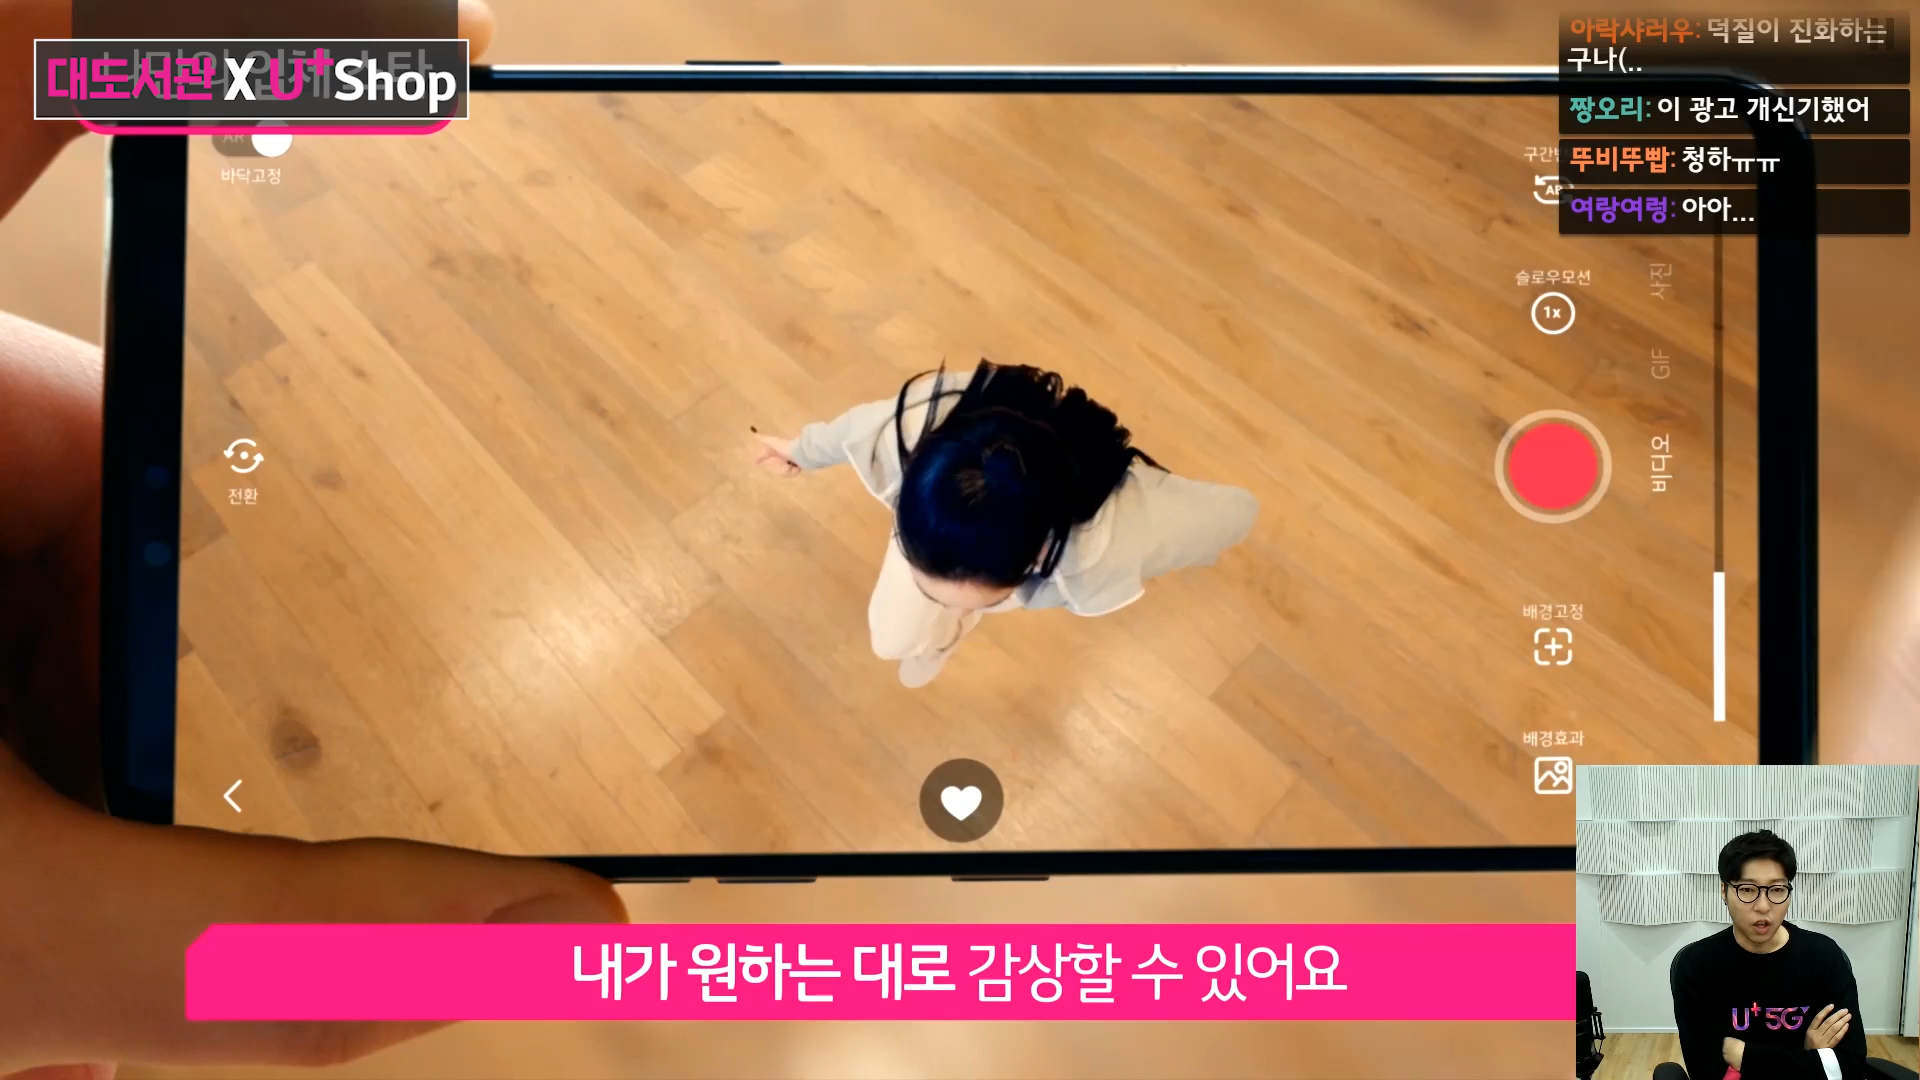 대도서관 X U+Shop
AR
바닥고정
전환
슬로우모션
1x
사진
GIF
비디오
배경고정
배경효과
아락샤러우: 덕질이 진화하는
구나(..
짱오리: 이 광고 개신기했어
뚜비뚜빱: 청하ㅠㅠ
여랑여렁: 아아...
내가 원하는 대로 감상할 수 있어요
U+5G